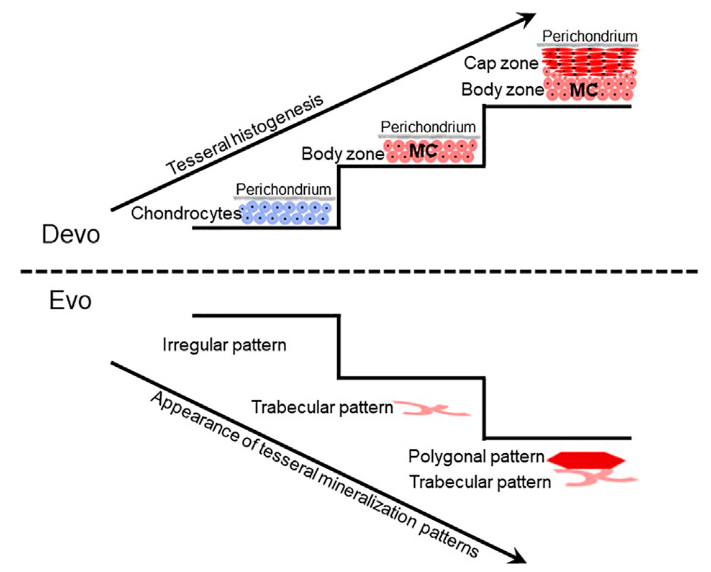 Perichondrium
Cap zone
Body zone MC
Perichondrium
Body zone MC
Tesseral histogenesis
Perichondrium
Chondrocytes
Devo
Evo
Irregular pattern
Trabecular pattern
Polygonal pattern
Trabecular pattern
Appearance of tesseral mineralization patterns